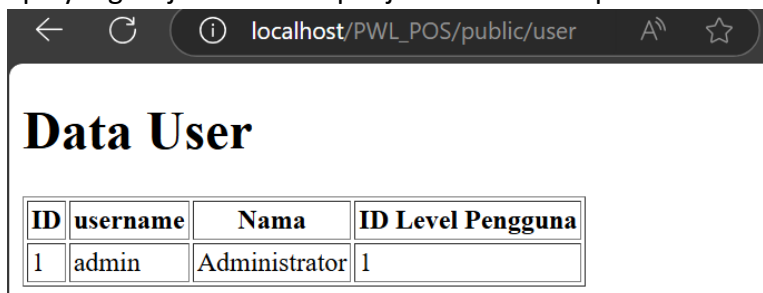 localhost/PWL_POS/public/user
Data User
ID username Nama ID Level Pengguna
1 admin Administrator 1